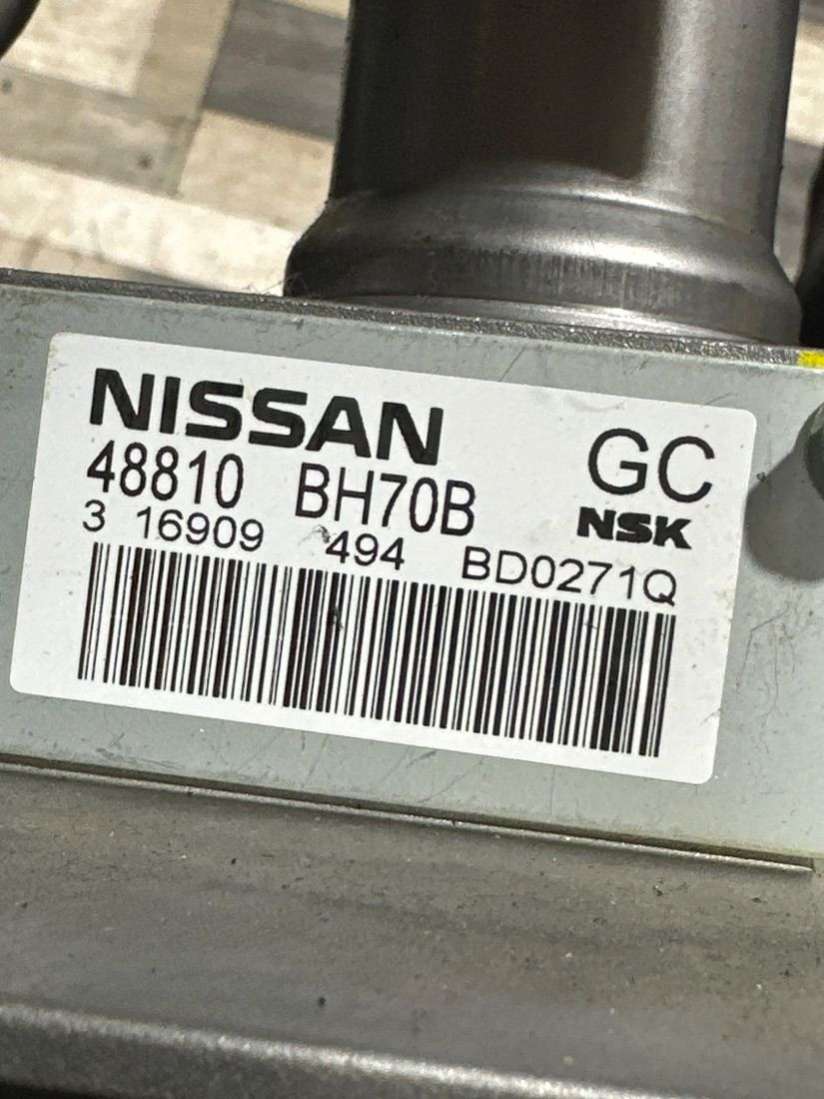 NISSAN GC
48810 BH70B NSK
3 16909 494 BD0271Q